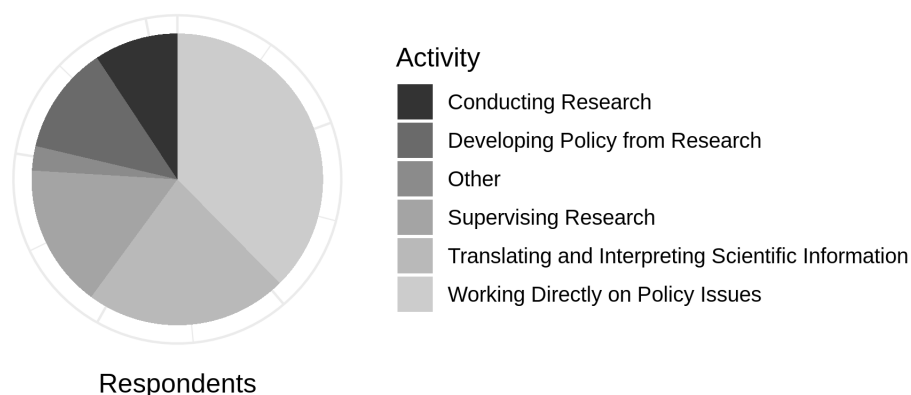 Activity
Conducting Research
Developing Policy from Research
Other
Supervising Research
Translating and Interpreting Scientific Information
Working Directly on Policy Issues
Respondents